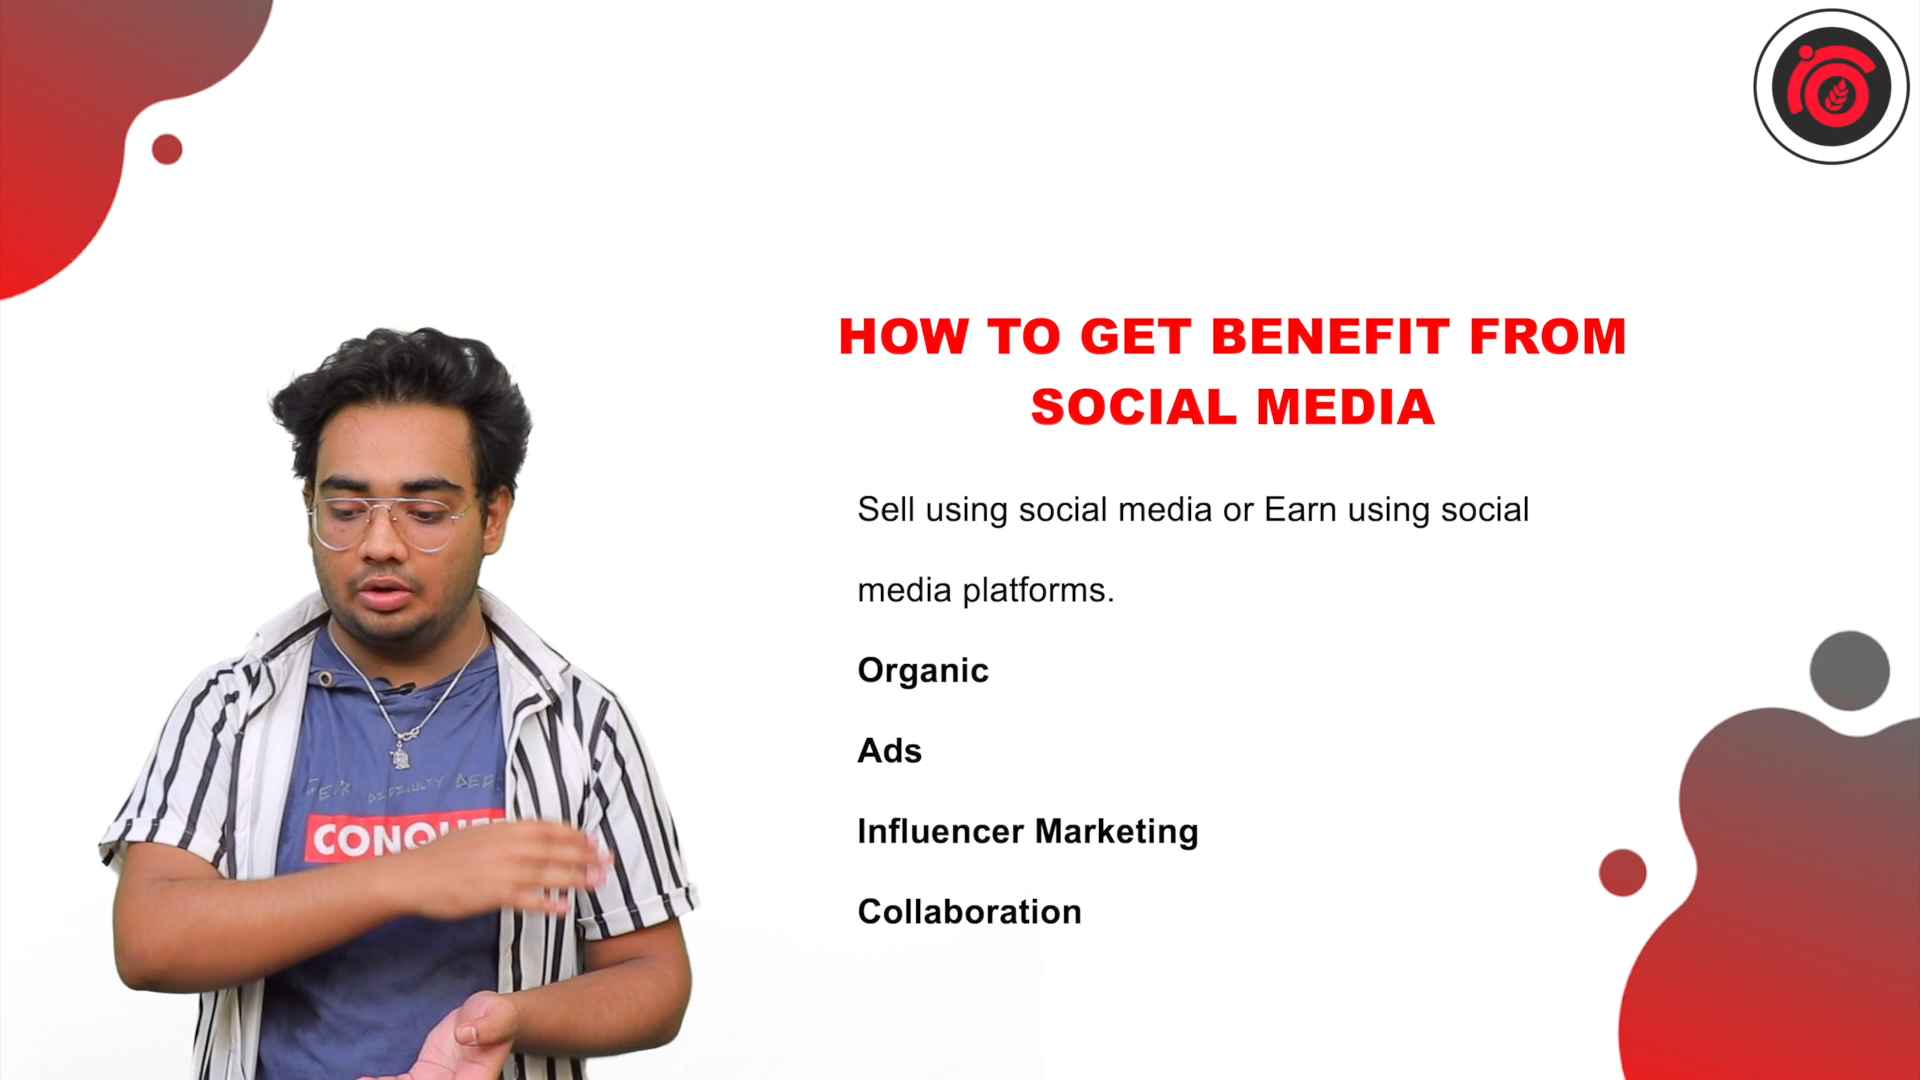 HOW TO GET BENEFIT FROM
SOCIAL MEDIA
Sell using social media or Earn using social
media platforms.
Organic
Ads
Influencer Marketing
Collaboration
DIFFICULTY